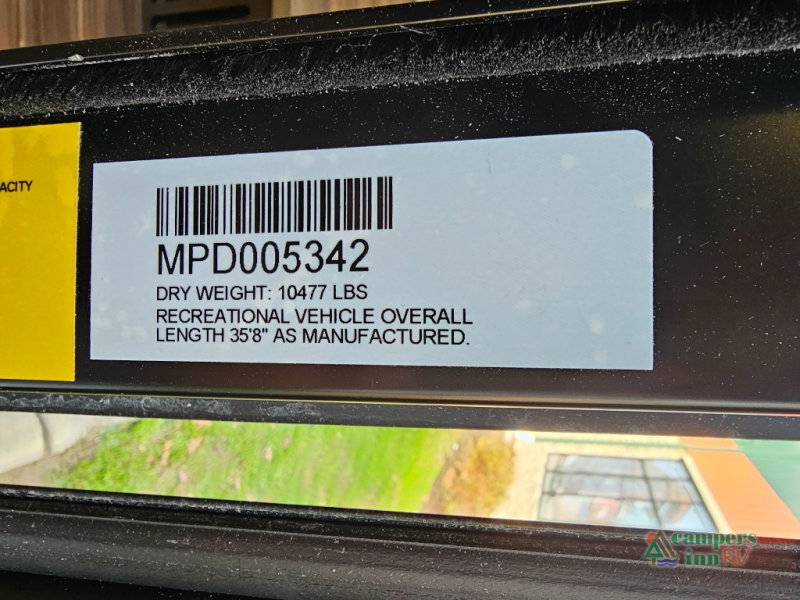 ACITY
MPD005342
DRY WEIGHT: 10477 LBS
RECREATIONAL VEHICLE OVERALL
LENGTH 35'8" AS MANUFACTURED.
campers
inn RV